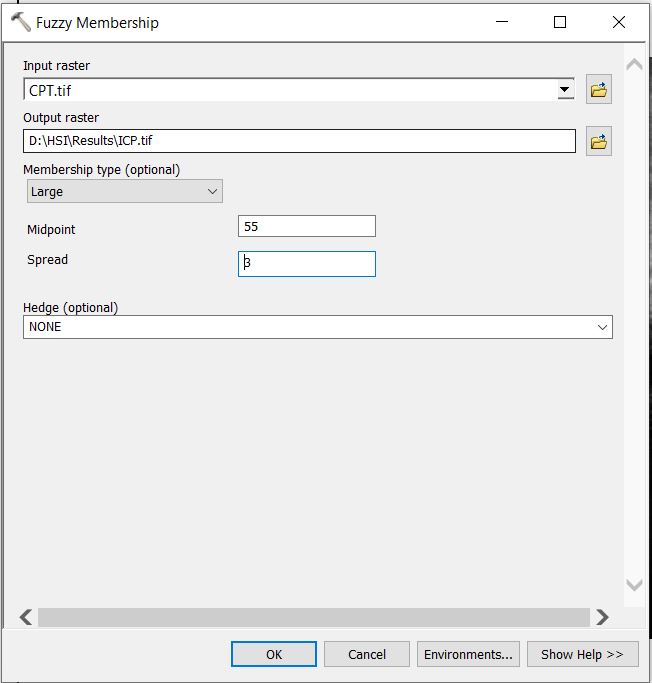 Fuzzy Membership
Input raster
CPT.tif
Output raster
D:\HSI\Results\ICP.tif
Membership type (optional)
Large
Midpoint
55
Spread
3
Hedge (optional)
NONE
OK
Cancel
Environments...
Show Help >>